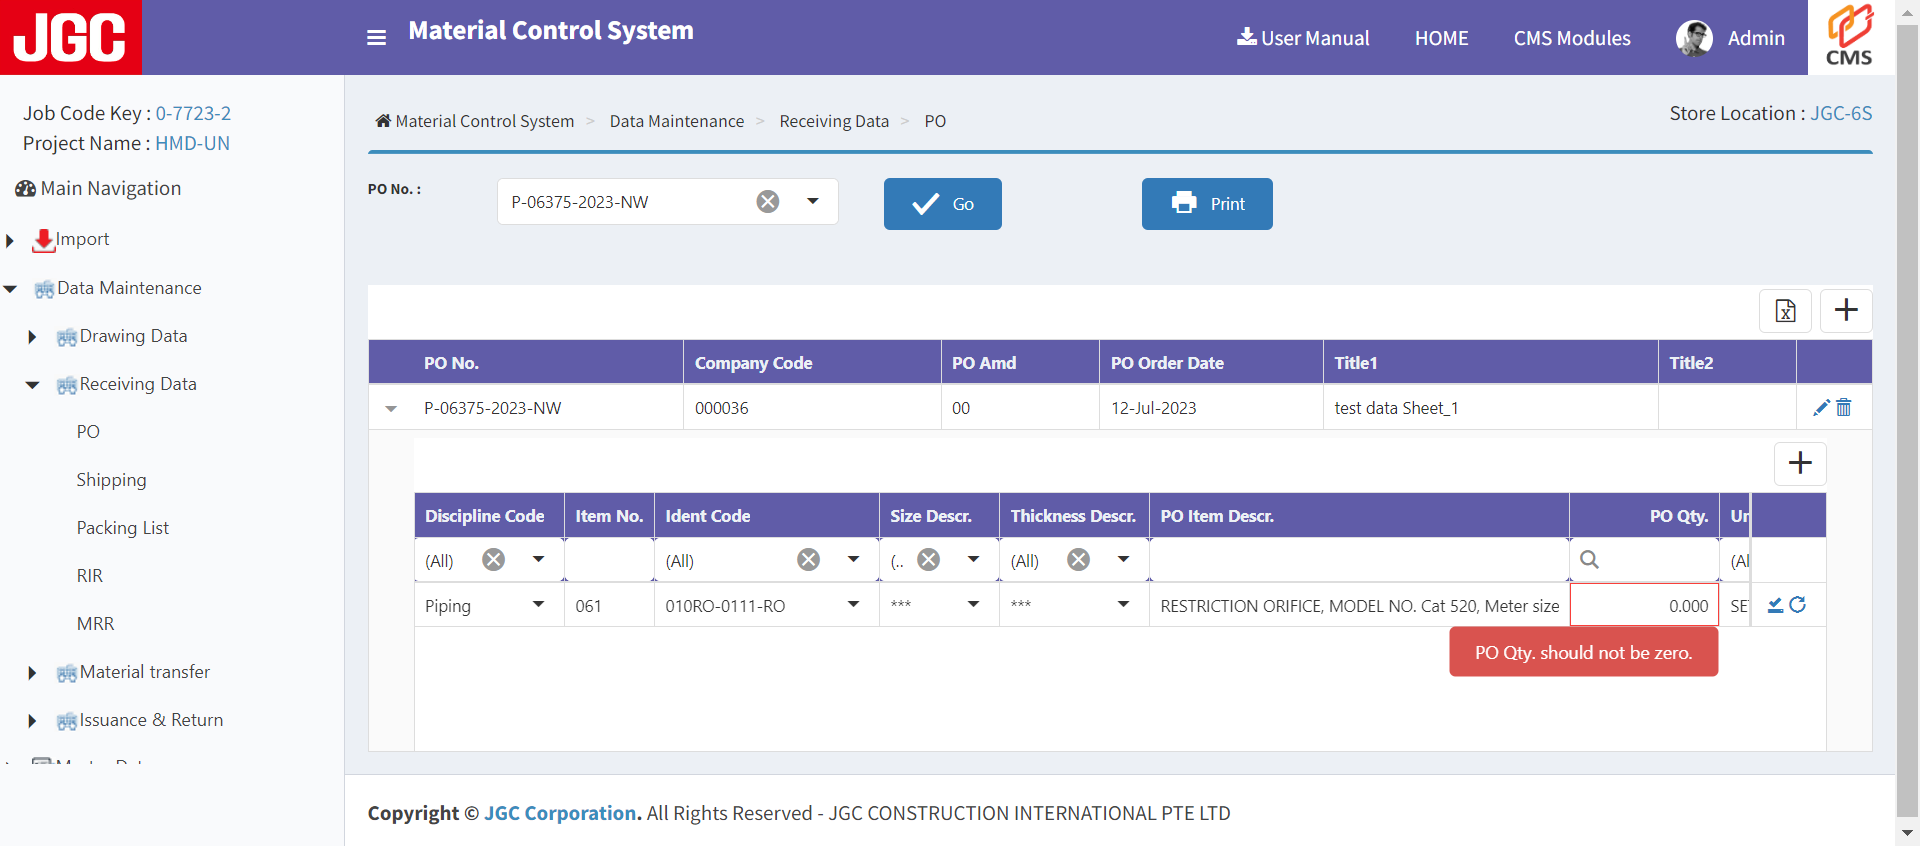 JGC
Material Control System
User Manual
HOME
CMS Modules
Admin
CMS
Job Code Key : 0-7723-2
Project Name : HMD-UN
Main Navigation
Import
Data Maintenance
Drawing Data
Receiving Data
PO
Shipping
Packing List
RIR
MRR
Material transfer
Issuance & Return
Material Control System > Data Maintenance > Receiving Data > PO
Store Location : JGC-6S
PO No. :
P-06375-2023-NW
Go
Print
PO No. Company Code PO Amd PO Order Date Title1 Title2
P-06375-2023-NW 000036 00 12-Jul-2023 test data Sheet_1
Discipline Code Item No. Ident Code Size Descr. Thickness Descr. PO Item Descr. PO Qty. Un
(All) (All) (.. (All) (Al
Piping 061 010RO-0111-RO *** *** RESTRICTION ORIFICE, MODEL NO. Cat 520, Meter size 0.000 SE
PO Qty. should not be zero.
Copyright © JGC Corporation. All Rights Reserved - JGC CONSTRUCTION INTERNATIONAL PTE LTD